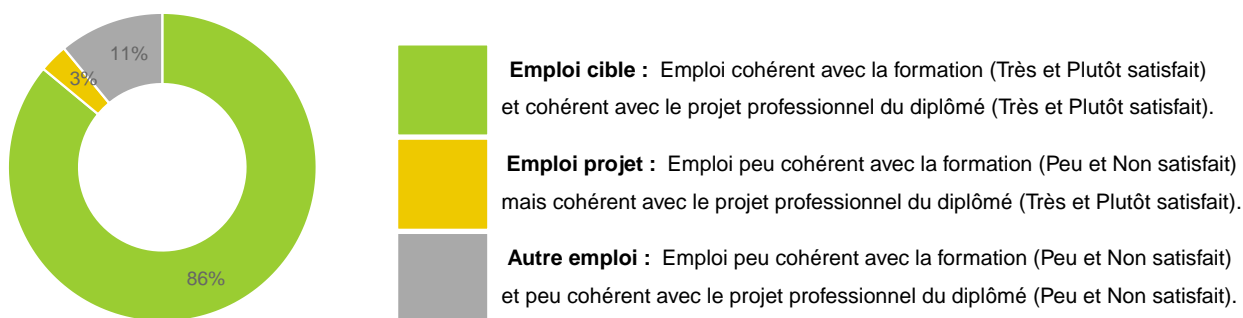 11%
3%
86%
Emploi cible : Emploi cohérent avec la formation (Très et Plutôt satisfait)
et cohérent avec le projet professionnel du diplômé (Très et Plutôt satisfait).
Emploi projet : Emploi peu cohérent avec la formation (Peu et Non satisfait)
mais cohérent avec le projet professionnel du diplômé (Très et Plutôt satisfait).
Autre emploi : Emploi peu cohérent avec la formation (Peu et Non satisfait)
et peu cohérent avec le projet professionnel du diplômé (Peu et Non satisfait).